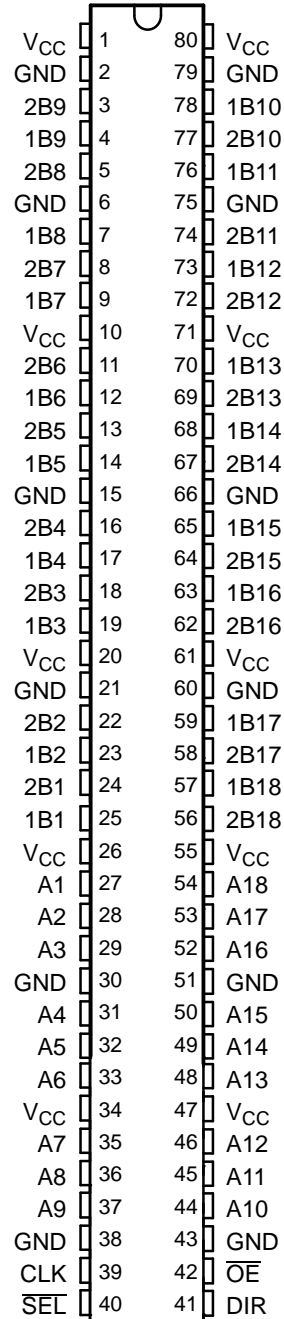 VCC 1 80 VCC
GND 2 79 GND
2B9 3 78 1B10
1B9 4 77 2B10
2B8 5 76 1B11
GND 6 75 GND
1B8 7 74 2B11
2B7 8 73 1B12
1B7 9 72 2B12
VCC 10 71 VCC
2B6 11 70 1B13
1B6 12 69 2B13
2B5 13 68 1B14
1B5 14 67 2B14
GND 15 66 GND
2B4 16 65 1B15
1B4 17 64 2B15
2B3 18 63 1B16
1B3 19 62 2B16
VCC 20 61 VCC
GND 21 60 GND
2B2 22 59 1B17
1B2 23 58 2B17
2B1 24 57 1B18
1B1 25 56 2B18
VCC 26 55 VCC
A1 27 54 A18
A2 28 53 A17
A3 29 52 A16
GND 30 51 GND
A4 31 50 A15
A5 32 49 A14
A6 33 48 A13
VCC 34 47 VCC
A7 35 46 A12
A8 36 45 A11
A9 37 44 A10
GND 38 43 GND
CLK 39 42 O̅E̅
S̅E̅L̅ 40 41 DIR